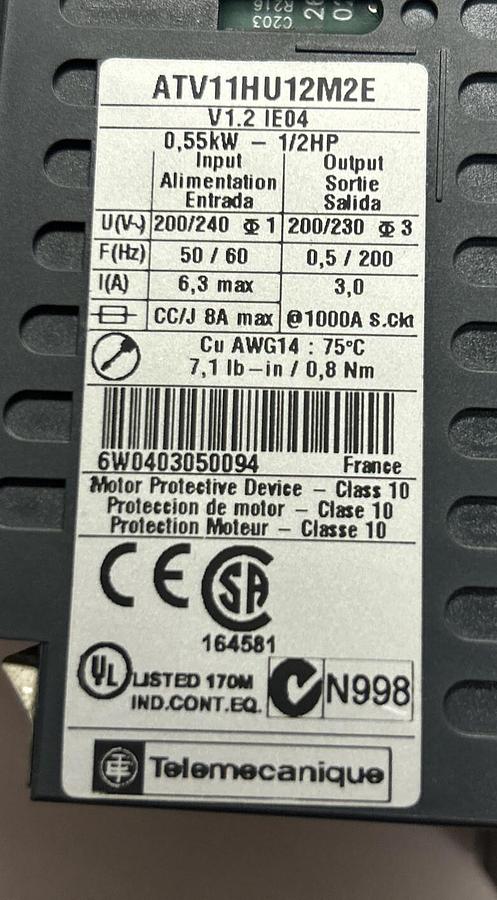 C203
R216
ATV11HU12M2E
V1.2 IE04
0,55kW – 1/2HP
Input Output
Alimentation Sortie
Entrada Salida
U(V~) 200/240 Φ 1 200/230 Φ 3
F(Hz) 50 / 60 0,5 / 200
I(A) 6,3 max 3,0
CC/J 8A max @1000A S.Ckt
Cu AWG14 : 75°C
7,1 lb–in / 0,8 Nm
6W0403050094 France
Motor Protective Device – Class 10
Proteccion de motor – Clase 10
Protection Moteur – Classe 10
CE SA
164581
UL LISTED 170M
IND.CONT.EQ.
N998
Telemecanique